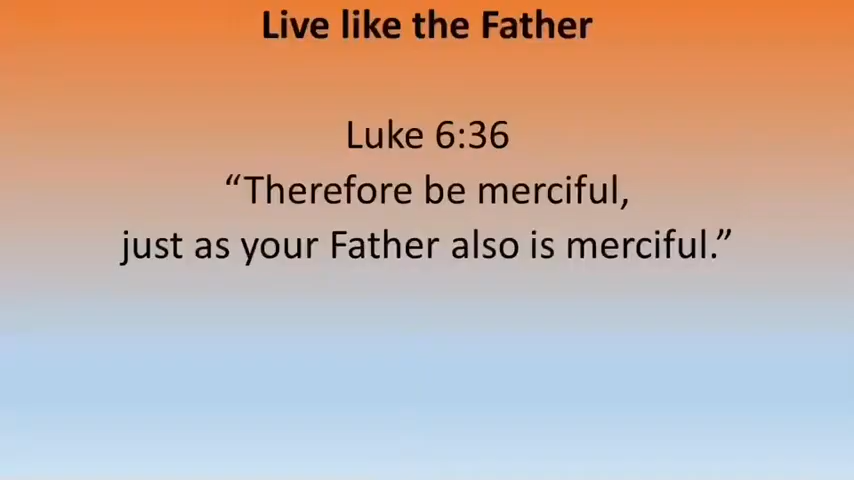 Live like the Father
Luke 6:36
“Therefore be merciful,
just as your Father also is merciful.”